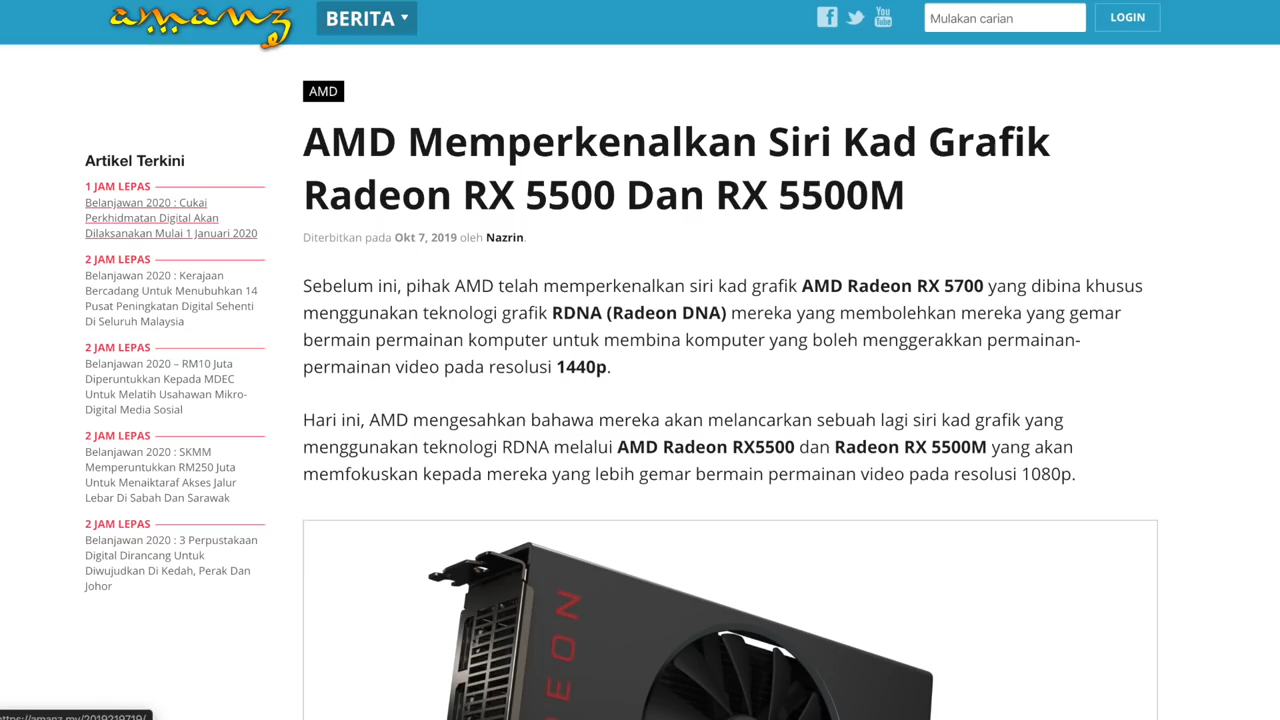 amanz
BERITA
Mulakan carian
LOGIN
AMD
AMD Memperkenalkan Siri Kad Grafik
Radeon RX 5500 Dan RX 5500M
Diterbitkan pada Okt 7, 2019 oleh Nazrin.
Artikel Terkini
1 JAM LEPAS
Belanjawan 2020 : Cukai
Perkhidmatan Digital Akan
Dilaksanakan Mulai 1 Januari 2020
2 JAM LEPAS
Belanjawan 2020 : Kerajaan
Bercadang Untuk Menubuhkan 14
Pusat Peningkatan Digital Sehenti
Di Seluruh Malaysia
2 JAM LEPAS
Belanjawan 2020 – RM10 Juta
Diperuntukkan Kepada MDEC
Untuk Melatih Usahawan Mikro-
Digital Media Sosial
2 JAM LEPAS
Belanjawan 2020 : SKMM
Memperuntukkan RM250 Juta
Untuk Menaiktaraf Akses Jalur
Lebar Di Sabah Dan Sarawak
2 JAM LEPAS
Belanjawan 2020 : 3 Perpustakaan
Digital Dirancang Untuk
Diwujudkan Di Kedah, Perak Dan
Johor
Sebelum ini, pihak AMD telah memperkenalkan siri kad grafik AMD Radeon RX 5700 yang dibina khusus
menggunakan teknologi grafik RDNA (Radeon DNA) mereka yang membolehkan mereka yang gemar
bermain permainan komputer untuk membina komputer yang boleh menggerakkan permainan-
permainan video pada resolusi 1440p.
Hari ini, AMD mengesahkan bahawa mereka akan melancarkan sebuah lagi siri kad grafik yang
menggunakan teknologi RDNA melalui AMD Radeon RX5500 dan Radeon RX 5500M yang akan
memfokuskan kepada mereka yang lebih gemar bermain permainan video pada resolusi 1080p.
EON
https://amanz.my/2019219719/